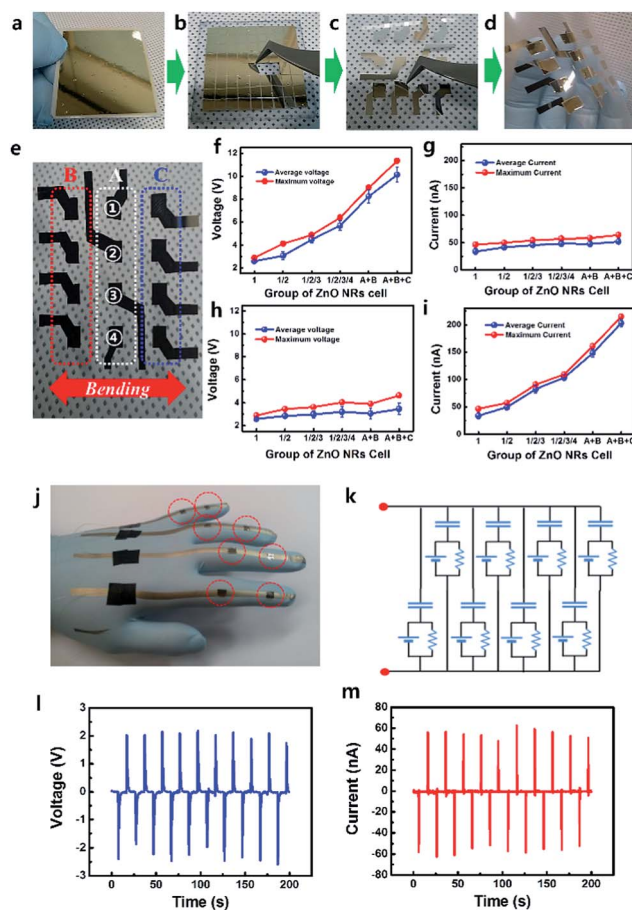 a
b
c
d
e
B A C
①
②
③
④
Bending
f
12
10
8
6
4
2
Voltage (V)
Average voltage
Maximum voltage
1 1/2 1/2/3 1/2/3/4 A+B A+B+C
Group of ZnO NRs Cell
g
200
150
100
50
0
Current (nA)
Average Current
Maximum Current
1 1/2 1/2/3 1/2/3/4 A+B A+B+C
Group of ZnO NRs Cell
h
12
10
8
6
4
2
Voltage (V)
Average voltage
Maximum voltage
1 1/2 1/2/3 1/2/3/4 A+B A+B+C
Group of ZnO NRs Cell
i
200
150
100
50
0
Current (nA)
Average Current
Maximum Current
1 1/2 1/2/3 1/2/3/4 A+B A+B+C
Group of ZnO NRs Cell
j
k
l
3
2
1
0
-1
-2
-3
Voltage (V)
0 50 100 150 200
Time (s)
m
80
60
40
20
0
-20
-40
-60
-80
Current (nA)
0 50 100 150 200
Time (s)